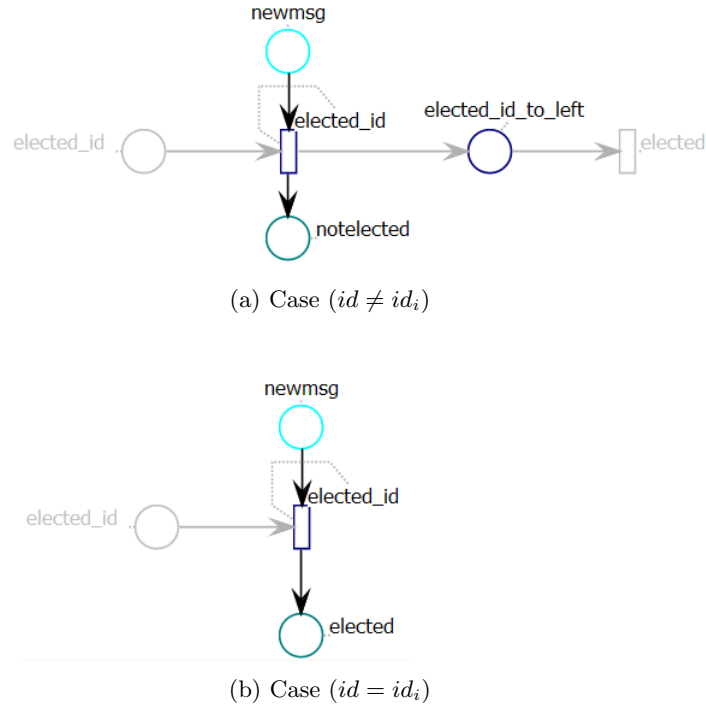 newmsg
elected_id
elected_id_to_left
elected_id
elected
notelected
(a) Case (id ≠ idᵢ)
newmsg
elected_id
elected_id
elected
(b) Case (id = idᵢ)